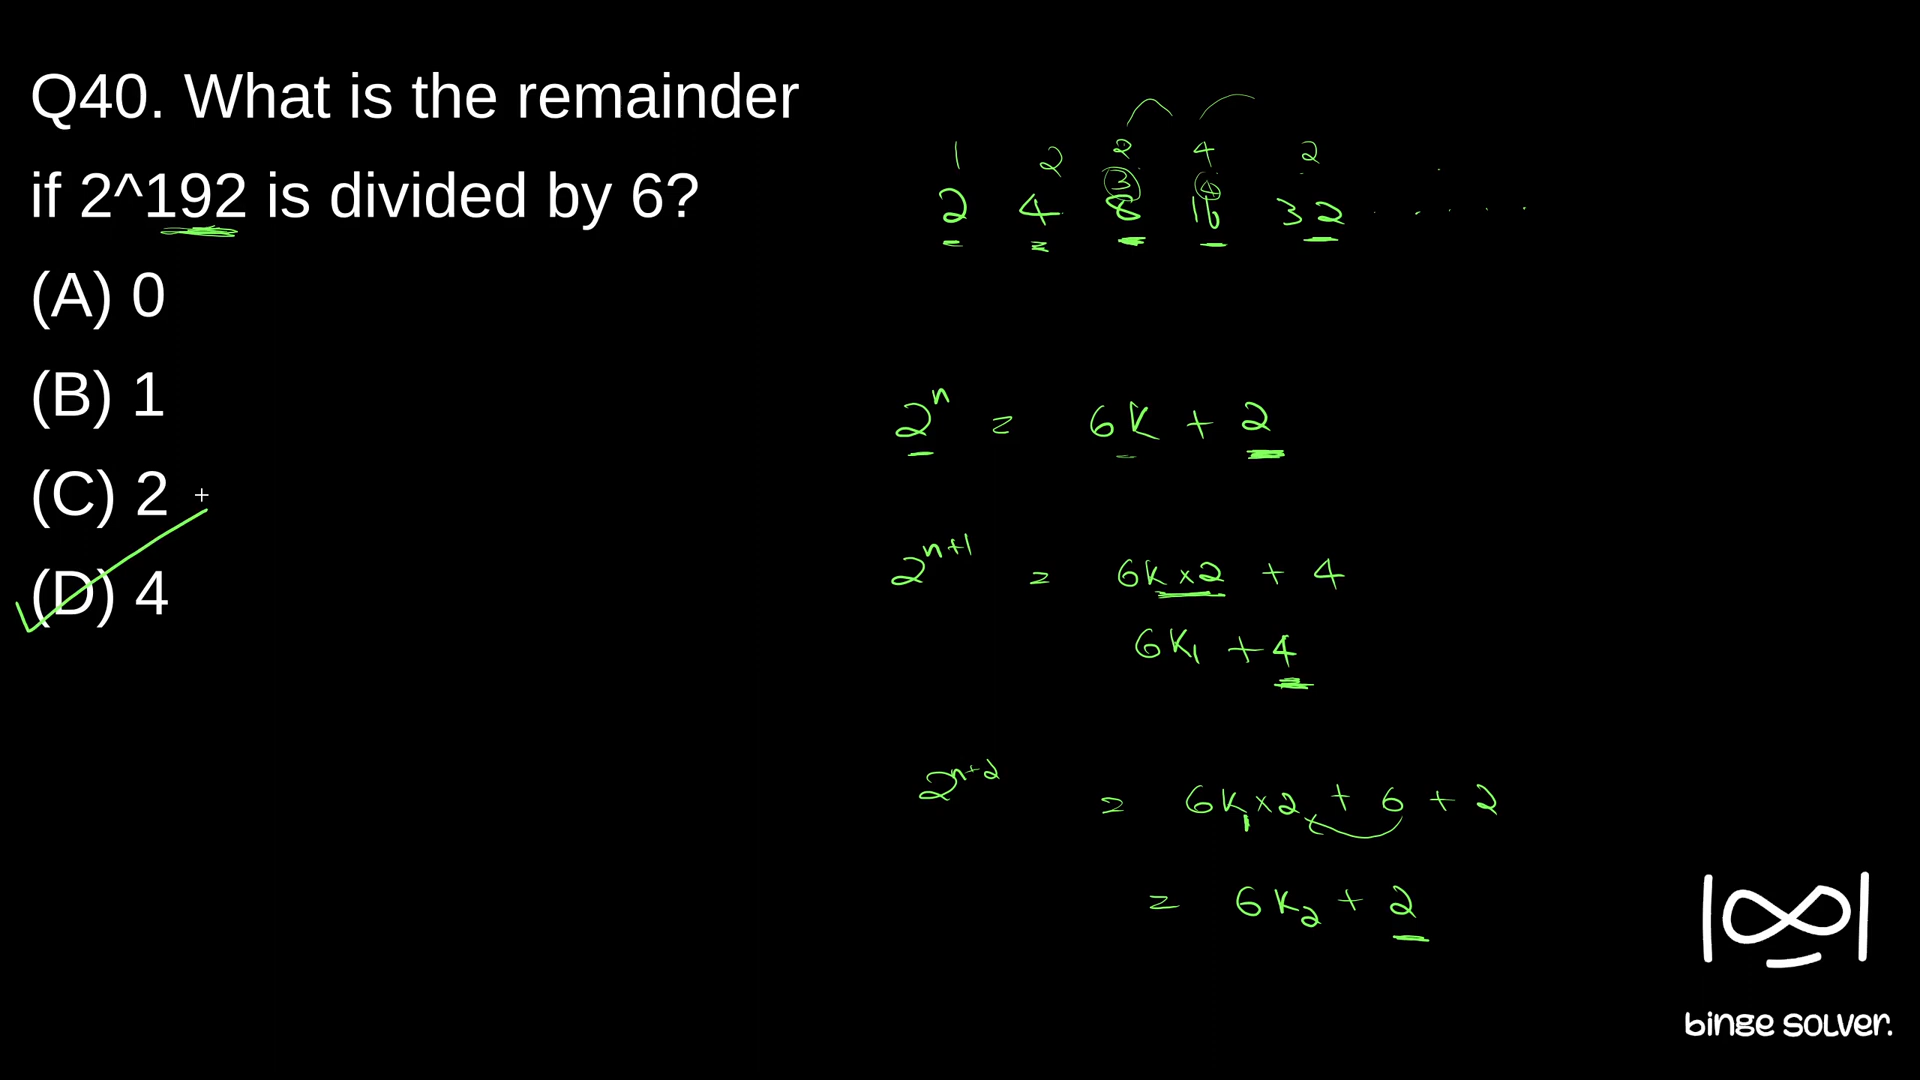 Q40. What is the remainder
if 2^192 is divided by 6?
(A) 0
(B) 1
(C) 2
(D) 4
1 2 2 4 2
3 4
2 4 8 16 32 . . . . . .
2^n = 6K + 2
2^n+1 = 6K x 2 + 4
6K1 + 4
2^n+2 = 6K1 x 2 + 6 + 2
= 6K2 + 2
binge SOLVER.